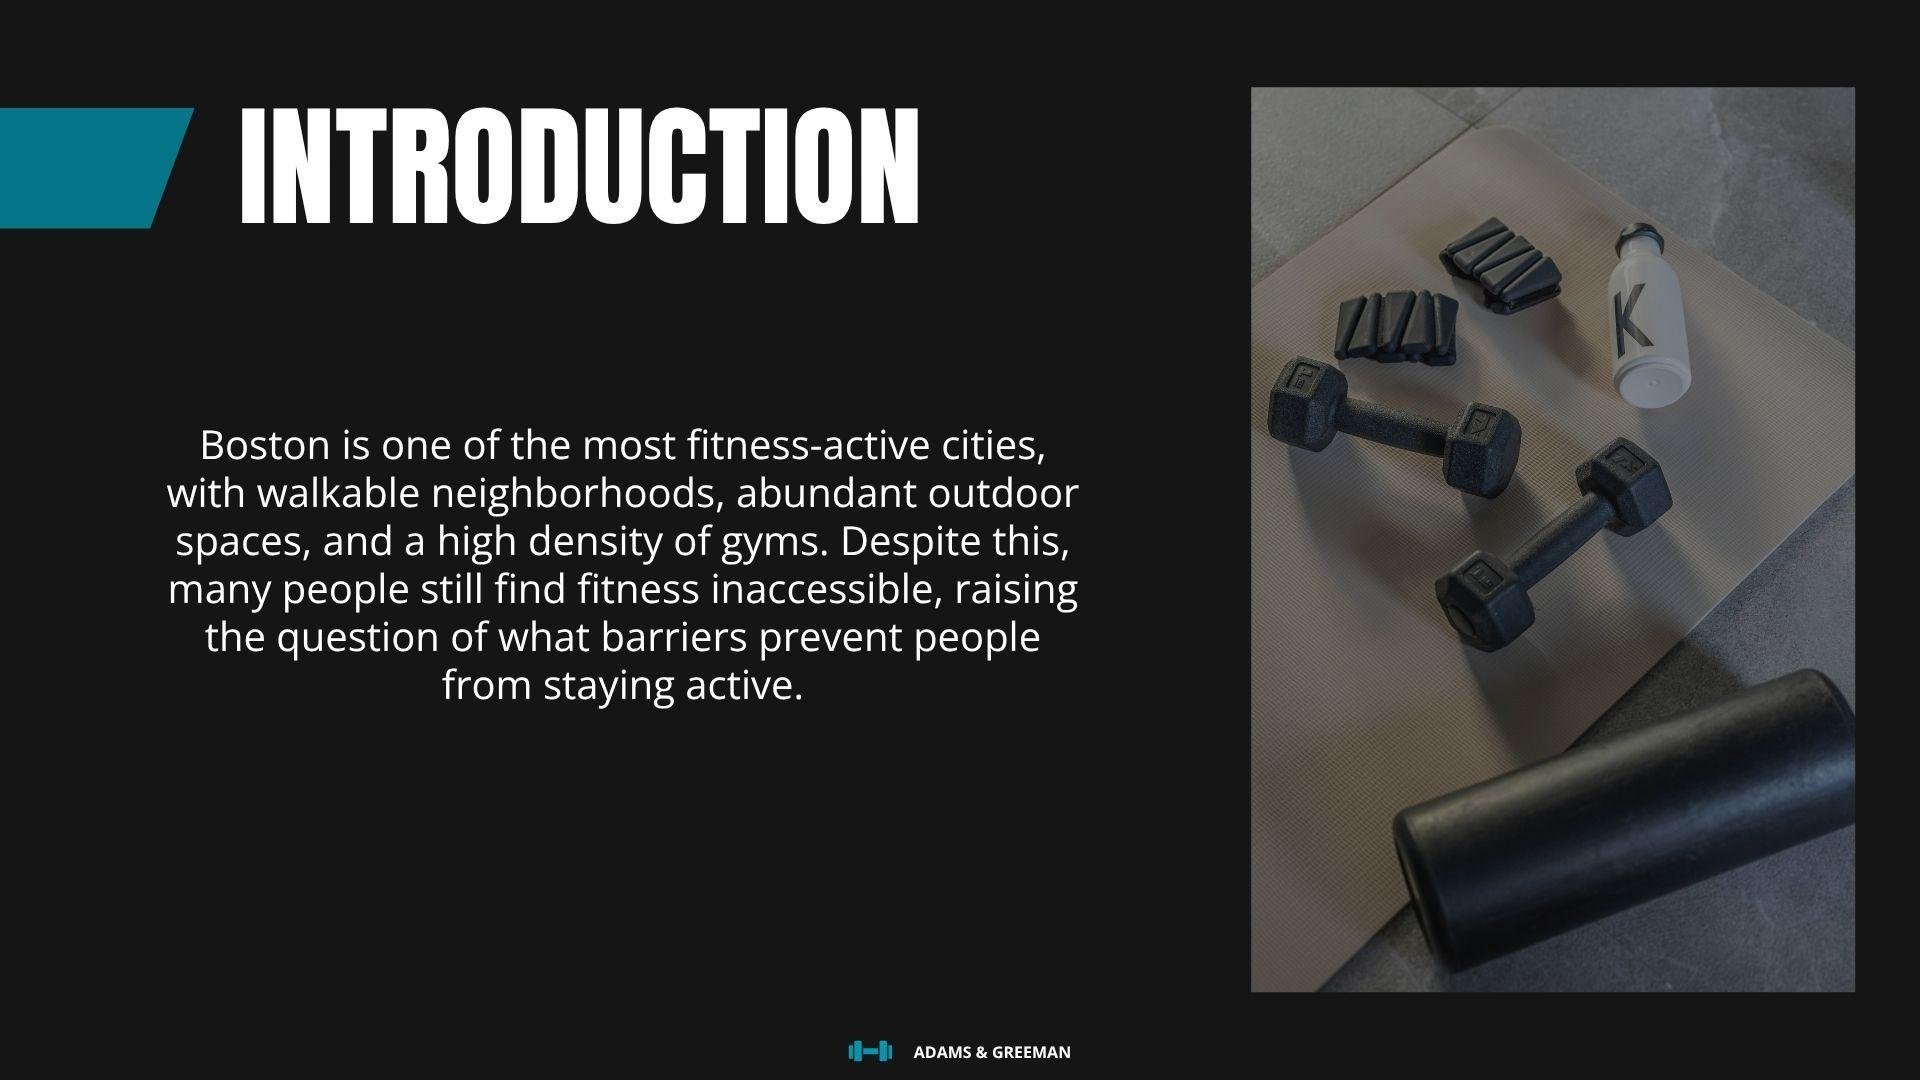 INTRODUCTION
Boston is one of the most fitness-active cities,
with walkable neighborhoods, abundant outdoor
spaces, and a high density of gyms. Despite this,
many people still find fitness inaccessible, raising
the question of what barriers prevent people
from staying active.
K
ADAMS & GREEMAN